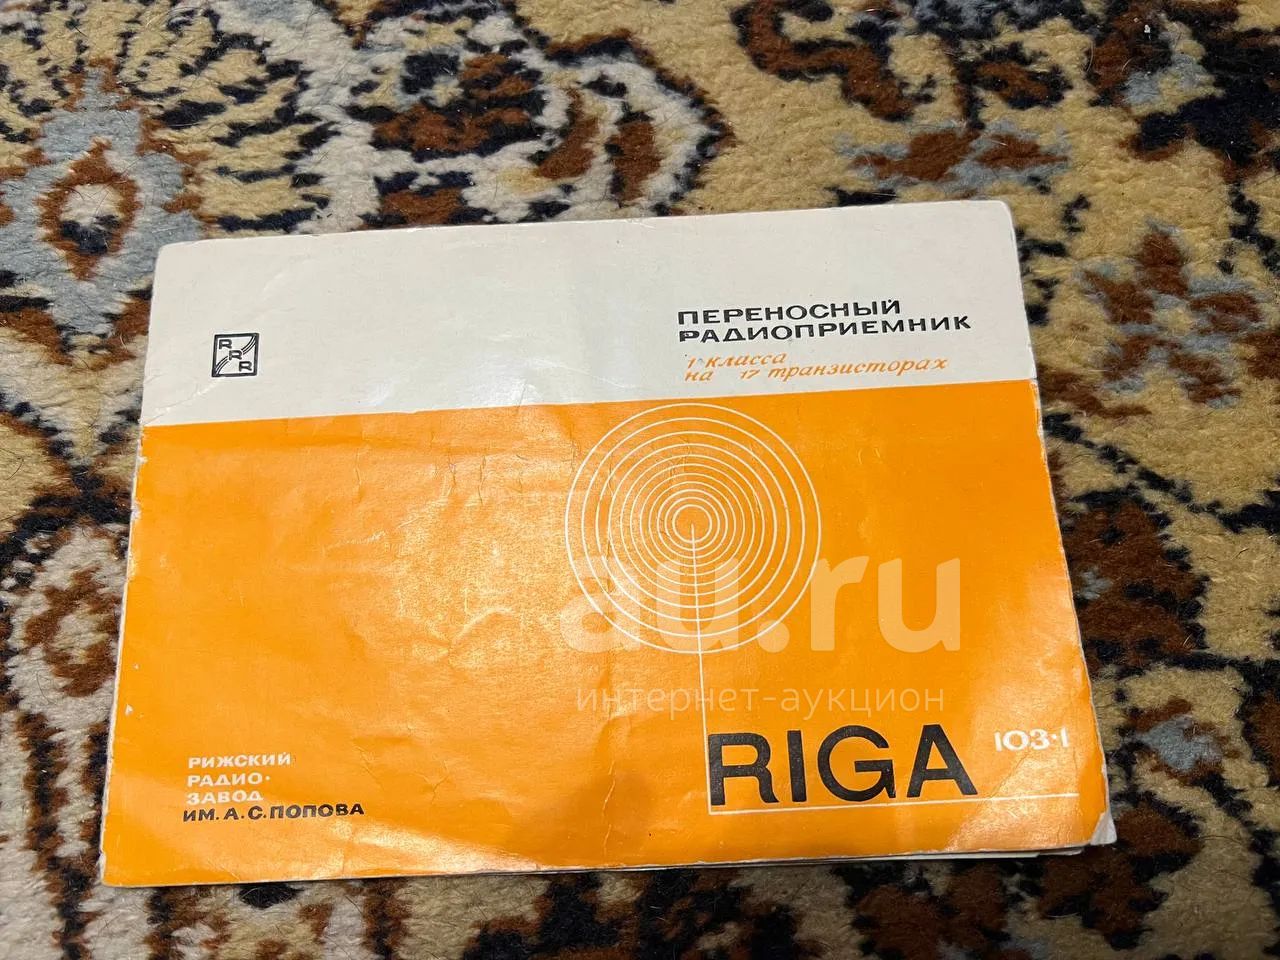 R
R
R
ПЕРЕНОСНЫЙ
РАДИОПРИЕМНИК
1 класса
на 17 транзисторах
au.ru
интернет-аукцион
RIGA 103-1
РИЖСКИЙ
РАДИО-
ЗАВОД
ИМ. А. С. ПОПОВА